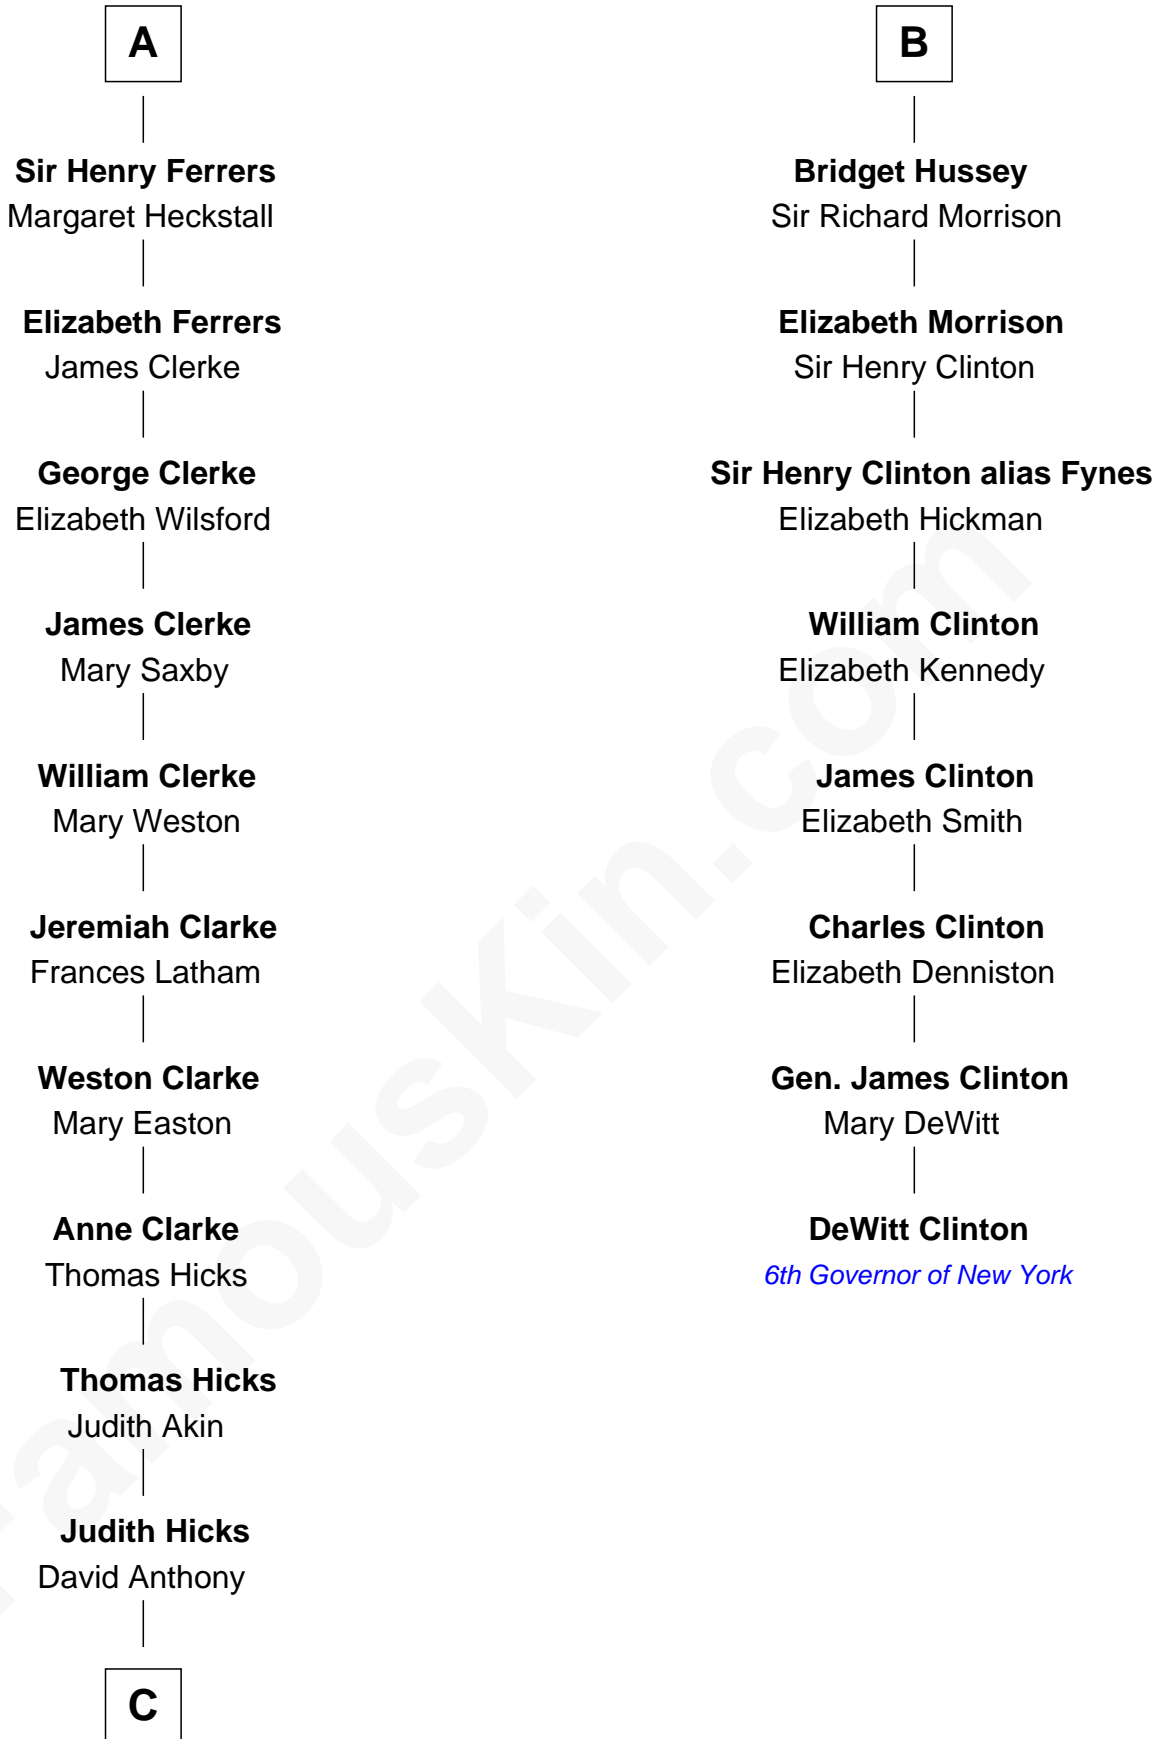 A
Sir Henry Ferrers
Margaret Heckstall
Elizabeth Ferrers
James Clerke
George Clerke
Elizabeth Wilsford
James Clerke
Mary Saxby
William Clerke
Mary Weston
Jeremiah Clarke
Frances Latham
Weston Clarke
Mary Easton
Anne Clarke
Thomas Hicks
Thomas Hicks
Judith Akin
Judith Hicks
David Anthony
C
B
Bridget Hussey
Sir Richard Morrison
Elizabeth Morrison
Sir Henry Clinton
Sir Henry Clinton alias Fynes
Elizabeth Hickman
William Clinton
Elizabeth Kennedy
James Clinton
Elizabeth Smith
Charles Clinton
Elizabeth Denniston
Gen. James Clinton
Mary DeWitt
DeWitt Clinton
6th Governor of New York
FamousKin.com